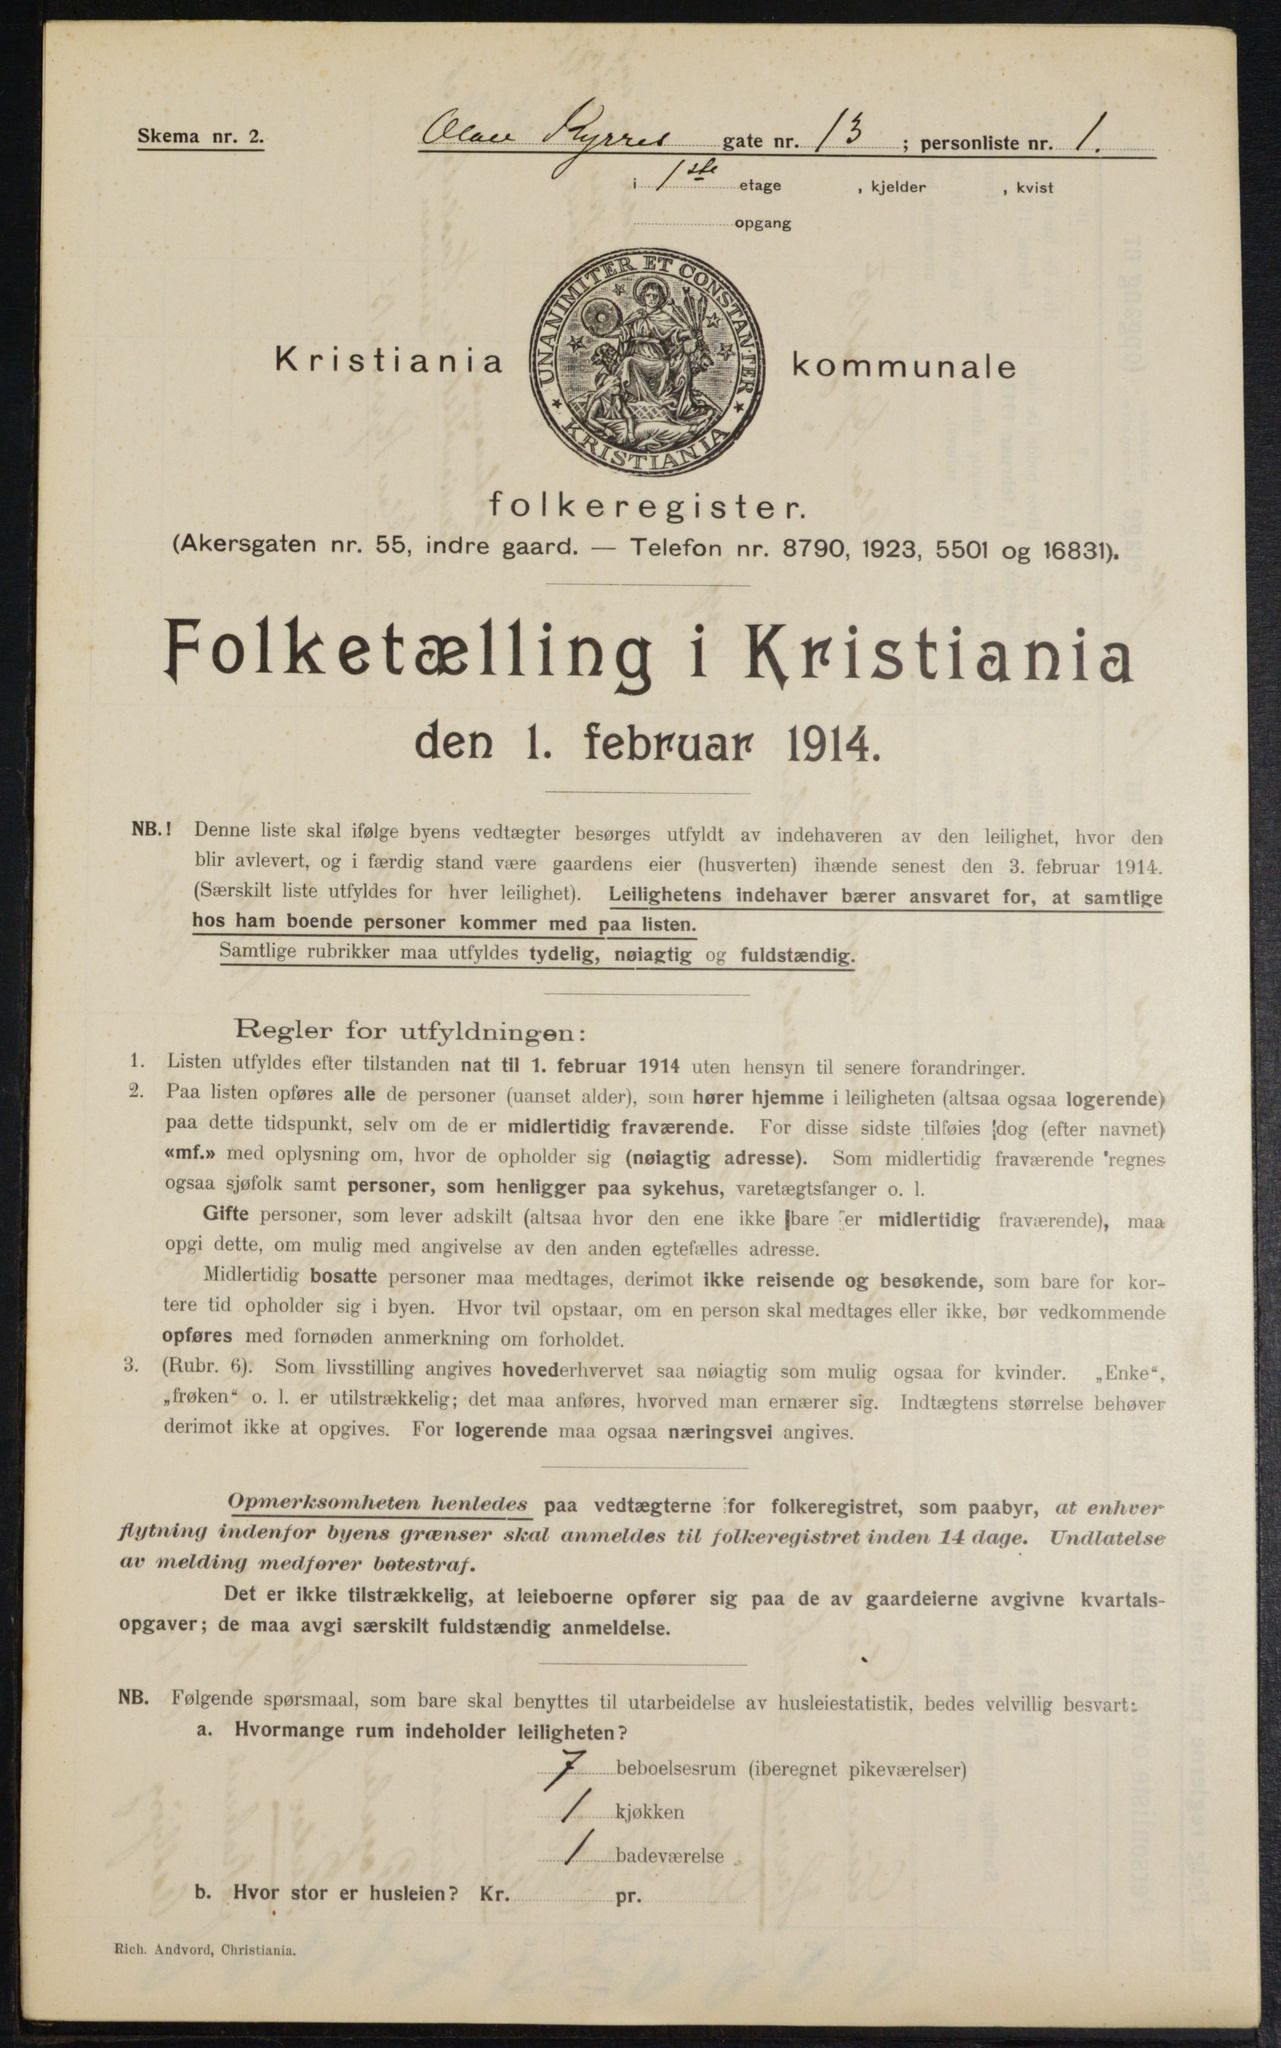 Skema nr. 2.
Olav Kyrres gate nr. 13 ; personliste nr. 1.
i 1ste etage , kjelder , kvist
opgang
UNANIMITER ET CONSTANTER
KRISTIANIA
Kristiania kommunale
folkeregister.
(Akersgaten nr. 55, indre gaard. — Telefon nr. 8790, 1923, 5501 og 16831).
Folketælling i Kristiania
den 1. februar 1914.
NB.! Denne liste skal ifølge byens vedtægter besørges utfyldt av indehaveren av den leilighet, hvor den
blir avlevert, og i færdig stand være gaardens eier (husverten) ihænde senest den 3. februar 1914.
(Særskilt liste utfyldes for hver leilighet). Leilighetens indehaver bærer ansvaret for, at samtlige
hos ham boende personer kommer med paa listen.
Samtlige rubrikker maa utfyldes tydelig, nøiagtig og fuldstændig.
Regler for utfyldningen:
1. Listen utfyldes efter tilstanden nat til 1. februar 1914 uten hensyn til senere forandringer.
2. Paa listen opføres alle de personer (uanset alder), som hører hjemme i leiligheten (altsaa ogsaa logerende)
paa dette tidspunkt, selv om de er midlertidig fraværende. For disse sidste tilføies dog (efter navnet)
«mf.» med oplysning om, hvor de opholder sig (nøiagtig adresse). Som midlertidig fraværende regnes
ogsaa sjøfolk samt personer, som henligger paa sykehus, varetægtsfanger o. l.
Gifte personer, som lever adskilt (altsaa hvor den ene ikke bare er midlertidig fraværende), maa
opgi dette, om mulig med angivelse av den anden egtefælles adresse.
Midlertidig bosatte personer maa medtages, derimot ikke reisende og besøkende, som bare for kor-
tere tid opholder sig i byen. Hvor tvil opstaar, om en person skal medtages eller ikke, bør vedkommende
opføres med fornøden anmerkning om forholdet.
3. (Rubr. 6). Som livsstilling angives hovederhvervet saa nøiagtig som mulig ogsaa for kvinder. „Enke“,
„frøken“ o. l. er utilstrækkelig; det maa anføres, hvorved man ernærer sig. Indtægtens størrelse behøver
derimot ikke at opgives. For logerende maa ogsaa næringsvei angives.
Opmerksomheten henledes paa vedtægterne for folkeregistret, som paabyr, at enhver
flytning indenfor byens grænser skal anmeldes til folkeregistret inden 14 dage. Undlatelse
av melding medfører bøtestraf.
Det er ikke tilstrækkelig, at leieboerne opfører sig paa de av gaardeierne avgivne kvartals-
opgaver; de maa avgi særskilt fuldstændig anmeldelse.
NB. Følgende spørsmaal, som bare skal benyttes til utarbeidelse av husleiestatistik, bedes velvillig besvart:
a. Hvormange rum indeholder leiligheten?
7 beboelsesrum (iberegnet pikeværelser)
1 kjøkken
1 badeværelse
b. Hvor stor er husleien? Kr. pr.
Rich. Andvord, Christiania.